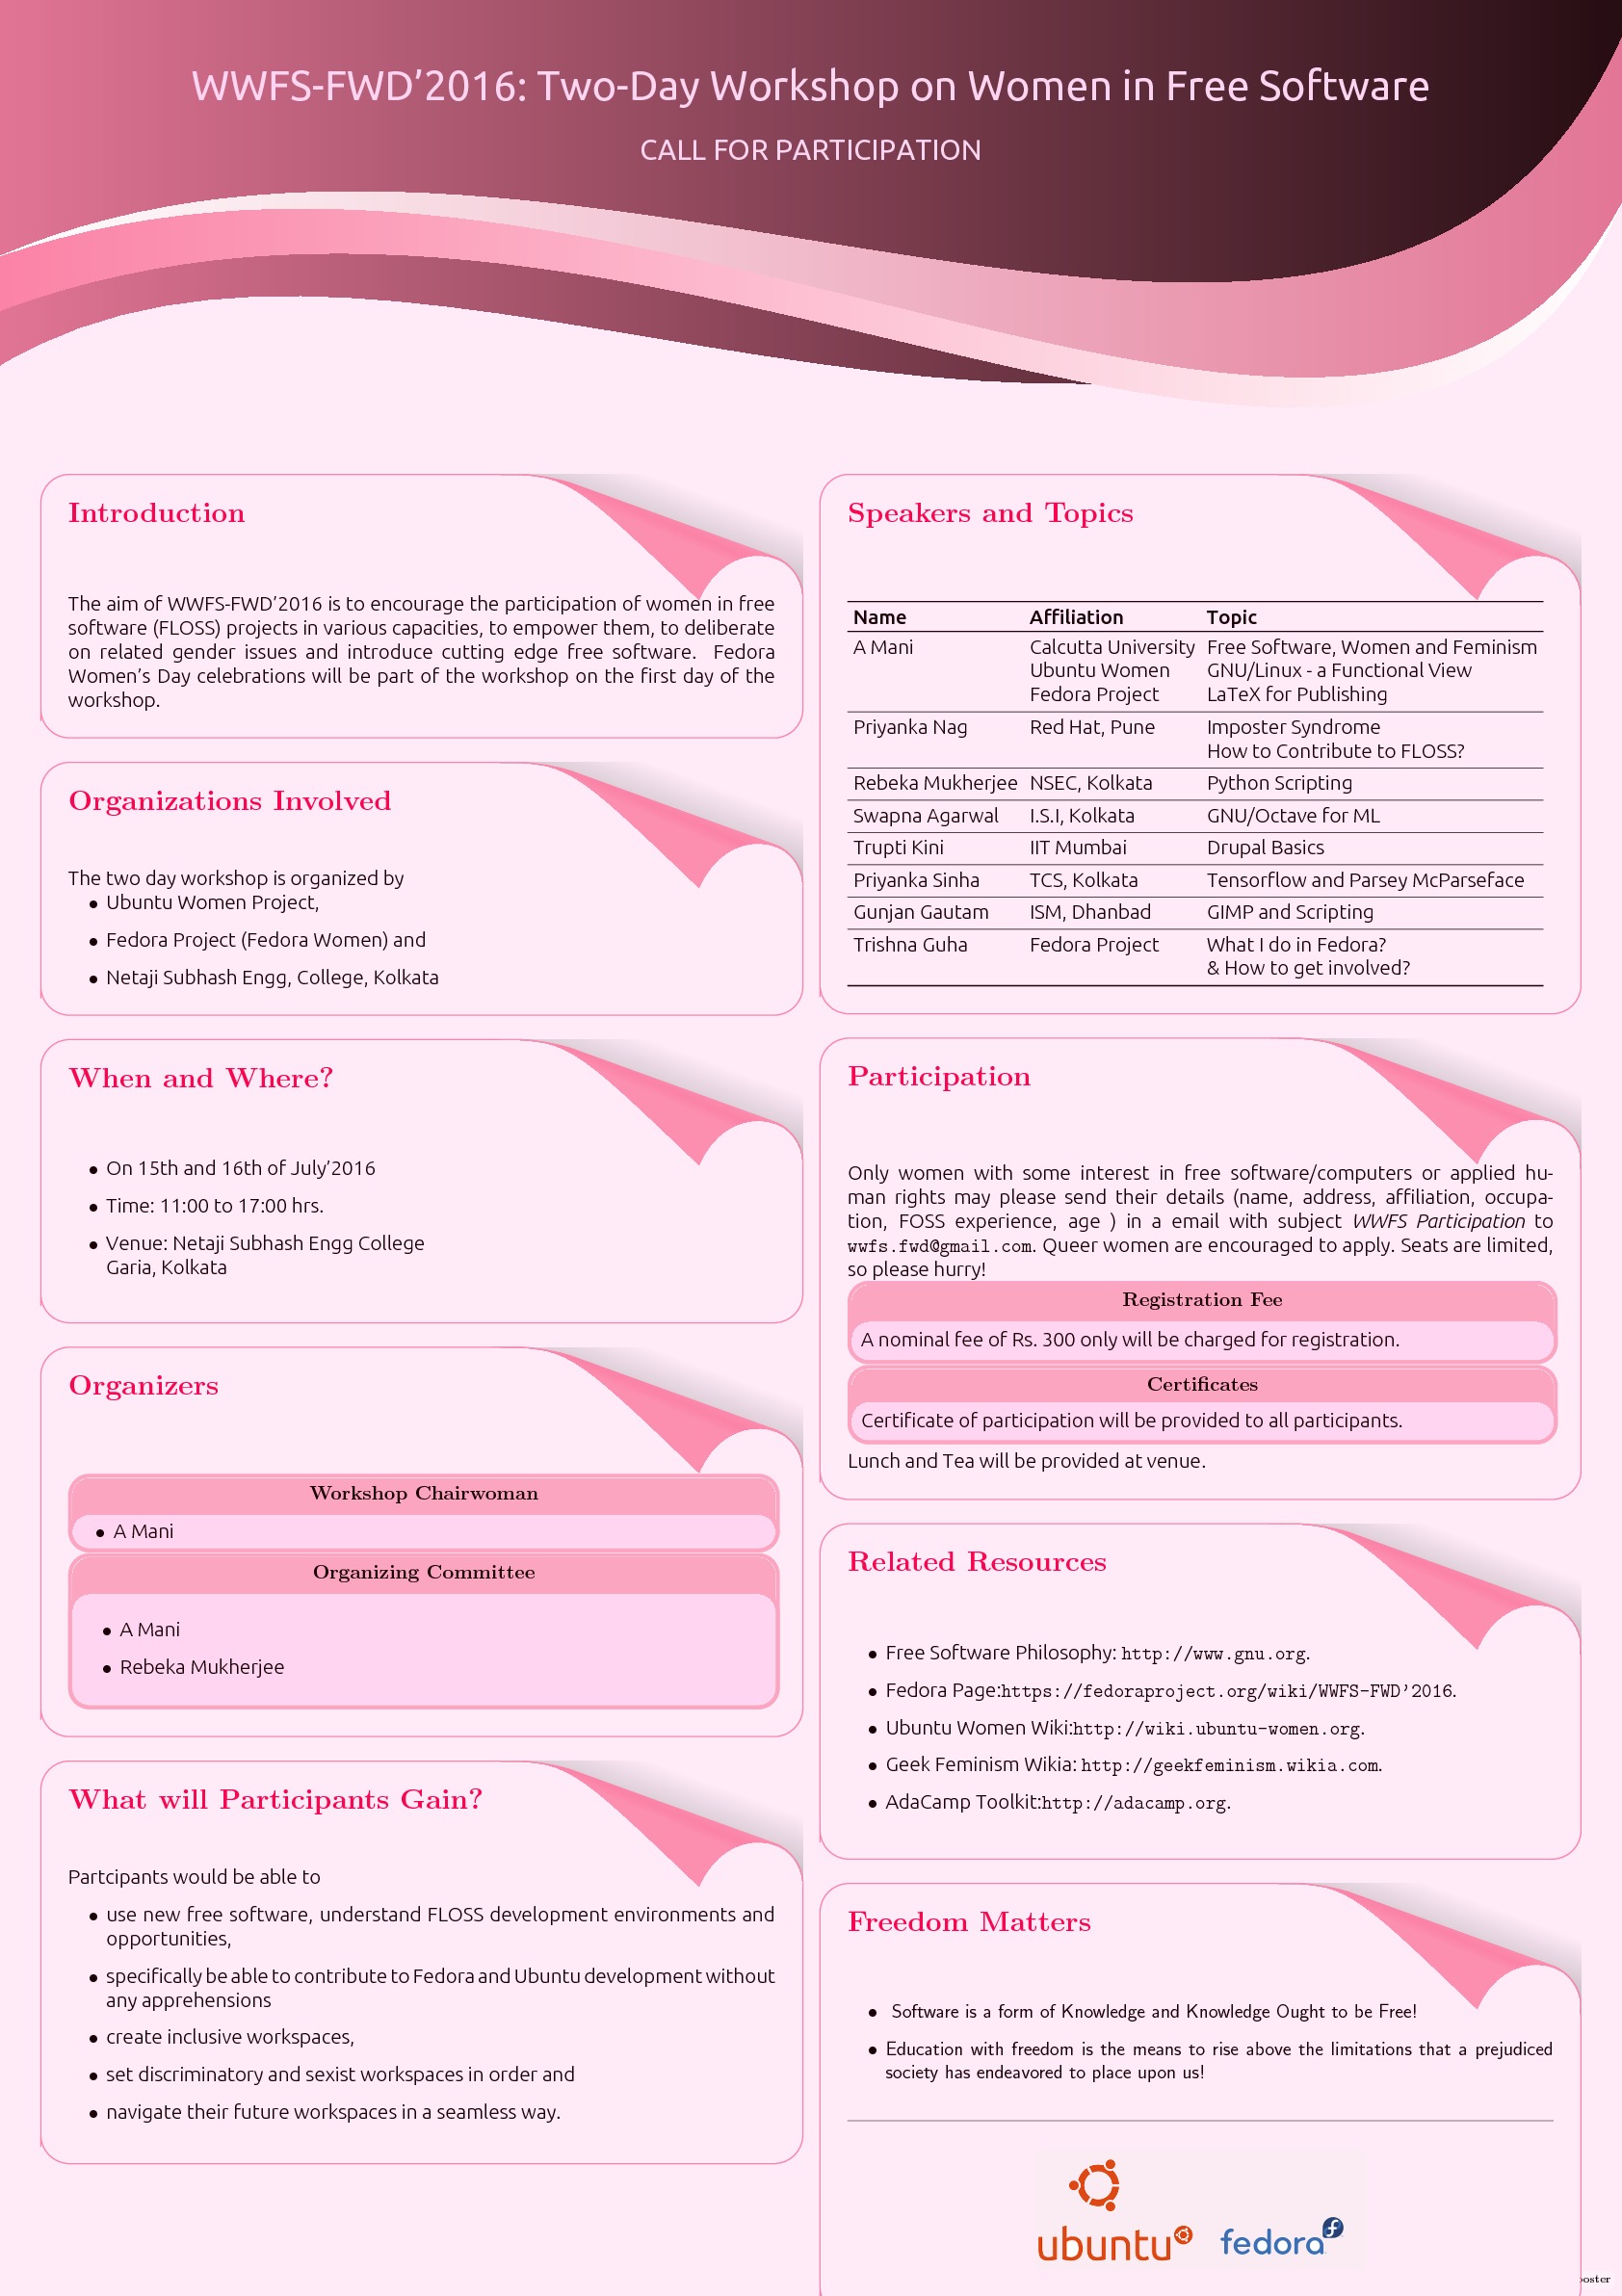 WWFS-FWD’2016: Two-Day Workshop on Women in Free Software
CALL FOR PARTICIPATION
Introduction
The aim of WWFS-FWD’2016 is to encourage the participation of women in free
software (FLOSS) projects in various capacities, to empower them, to deliberate
on related gender issues and introduce cutting edge free software. Fedora
Women’s Day celebrations will be part of the workshop on the first day of the
workshop.
Organizations Involved
The two day workshop is organized by
• Ubuntu Women Project,
• Fedora Project (Fedora Women) and
• Netaji Subhash Engg, College, Kolkata
When and Where?
• On 15th and 16th of July’2016
• Time: 11:00 to 17:00 hrs.
• Venue: Netaji Subhash Engg College
Garia, Kolkata
Organizers
Workshop Chairwoman
• A Mani
Organizing Committee
• A Mani
• Rebeka Mukherjee
What will Participants Gain?
Partcipants would be able to
• use new free software, understand FLOSS development environments and
opportunities,
• specifically be able to contribute to Fedora and Ubuntu development without
any apprehensions
• create inclusive workspaces,
• set discriminatory and sexist workspaces in order and
• navigate their future workspaces in a seamless way.
Speakers and Topics
Name Affiliation Topic
A Mani Calcutta University Free Software, Women and Feminism
Ubuntu Women GNU/Linux - a Functional View
Fedora Project LaTeX for Publishing
Priyanka Nag Red Hat, Pune Imposter Syndrome
How to Contribute to FLOSS?
Rebeka Mukherjee NSEC, Kolkata Python Scripting
Swapna Agarwal I.S.I, Kolkata GNU/Octave for ML
Trupti Kini IIT Mumbai Drupal Basics
Priyanka Sinha TCS, Kolkata Tensorflow and Parsey McParseface
Gunjan Gautam ISM, Dhanbad GIMP and Scripting
Trishna Guha Fedora Project What I do in Fedora?
& How to get involved?
Participation
Only women with some interest in free software/computers or applied hu-
man rights may please send their details (name, address, affiliation, occupa-
tion, FOSS experience, age ) in a email with subject WWFS Participation to
wwfs.fwd@gmail.com. Queer women are encouraged to apply. Seats are limited,
so please hurry!
Registration Fee
A nominal fee of Rs. 300 only will be charged for registration.
Certificates
Certificate of participation will be provided to all participants.
Lunch and Tea will be provided at venue.
Related Resources
• Free Software Philosophy: http://www.gnu.org.
• Fedora Page:https://fedoraproject.org/wiki/WWFS-FWD’2016.
• Ubuntu Women Wiki:http://wiki.ubuntu-women.org.
• Geek Feminism Wikia: http://geekfeminism.wikia.com.
• AdaCamp Toolkit:http://adacamp.org.
Freedom Matters
• Software is a form of Knowledge and Knowledge Ought to be Free!
• Education with freedom is the means to rise above the limitations that a prejudiced
society has endeavored to place upon us!
ubuntu fedora